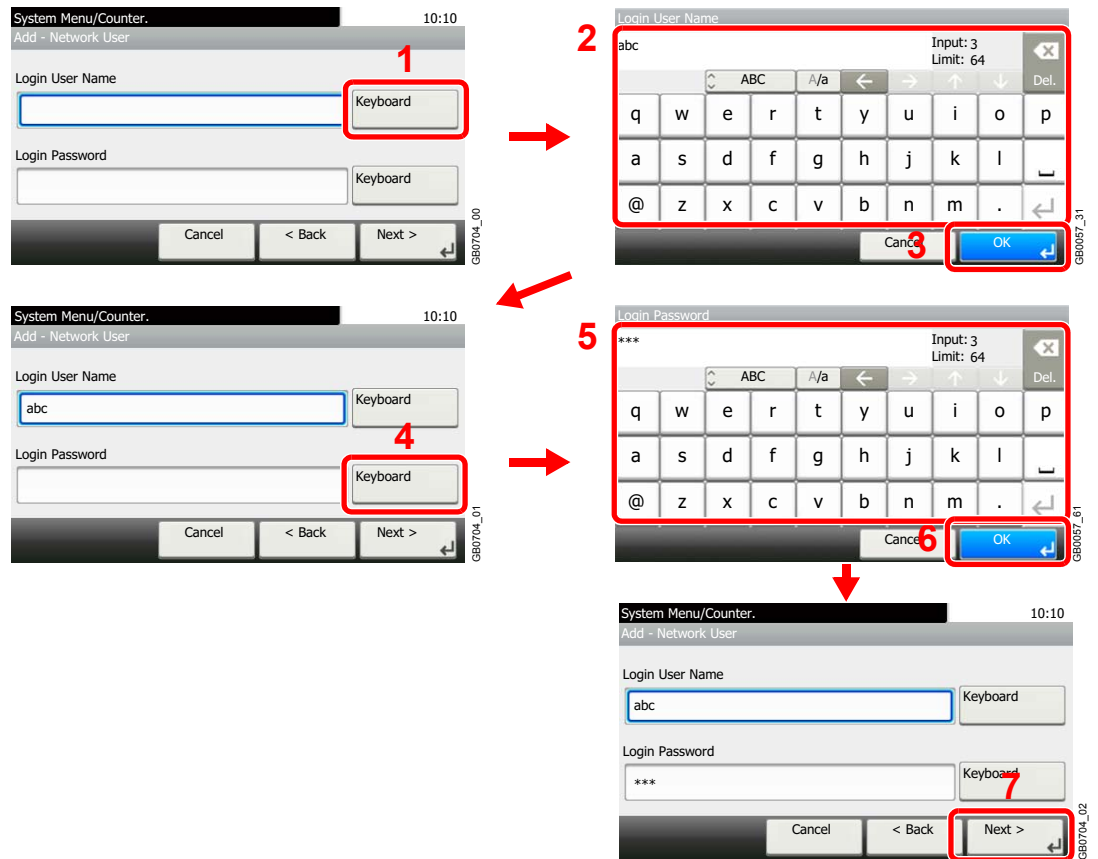 System Menu/Counter. 10:10
Add - Network User
1
Login User Name
Keyboard
Login Password
Keyboard
Cancel < Back Next >
GB0704_00
Login User Name
2
abc Input: 3
Limit: 64
ABC A/a Del.
q w e r t y u i o p
a s d f g h j k l
@ z x c v b n m .
Cancel 3 OK
GB0057_31
System Menu/Counter. 10:10
Add - Network User
Login User Name
abc Keyboard
4
Login Password
Keyboard
Cancel < Back Next >
GB0704_01
Login Password
5
*** Input: 3
Limit: 64
ABC A/a Del.
q w e r t y u i o p
a s d f g h j k l
@ z x c v b n m .
Cancel 6 OK
GB0057_61
System Menu/Counter. 10:10
Add - Network User
Login User Name
abc Keyboard
Login Password
*** Keyboard
7
Cancel < Back Next >
GB0704_02